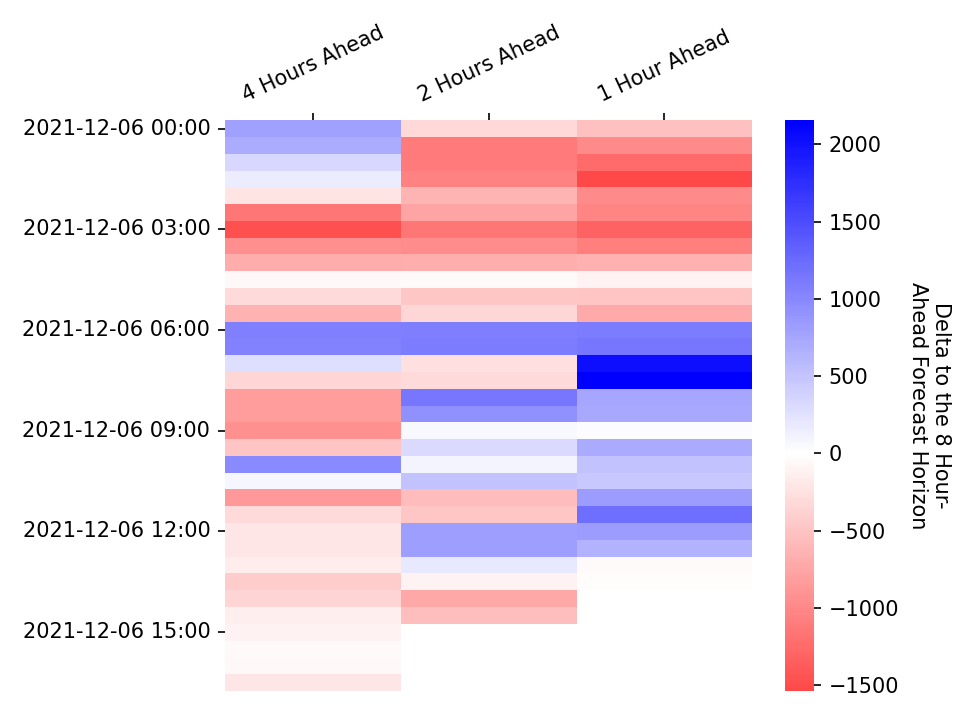 4 Hours Ahead
2 Hours Ahead
1 Hour Ahead
2021-12-06 00:00
2021-12-06 03:00
2021-12-06 06:00
2021-12-06 09:00
2021-12-06 12:00
2021-12-06 15:00
2000
1500
1000
500
0
−500
−1000
−1500
Delta to the 8 Hour-
Ahead Forecast Horizon